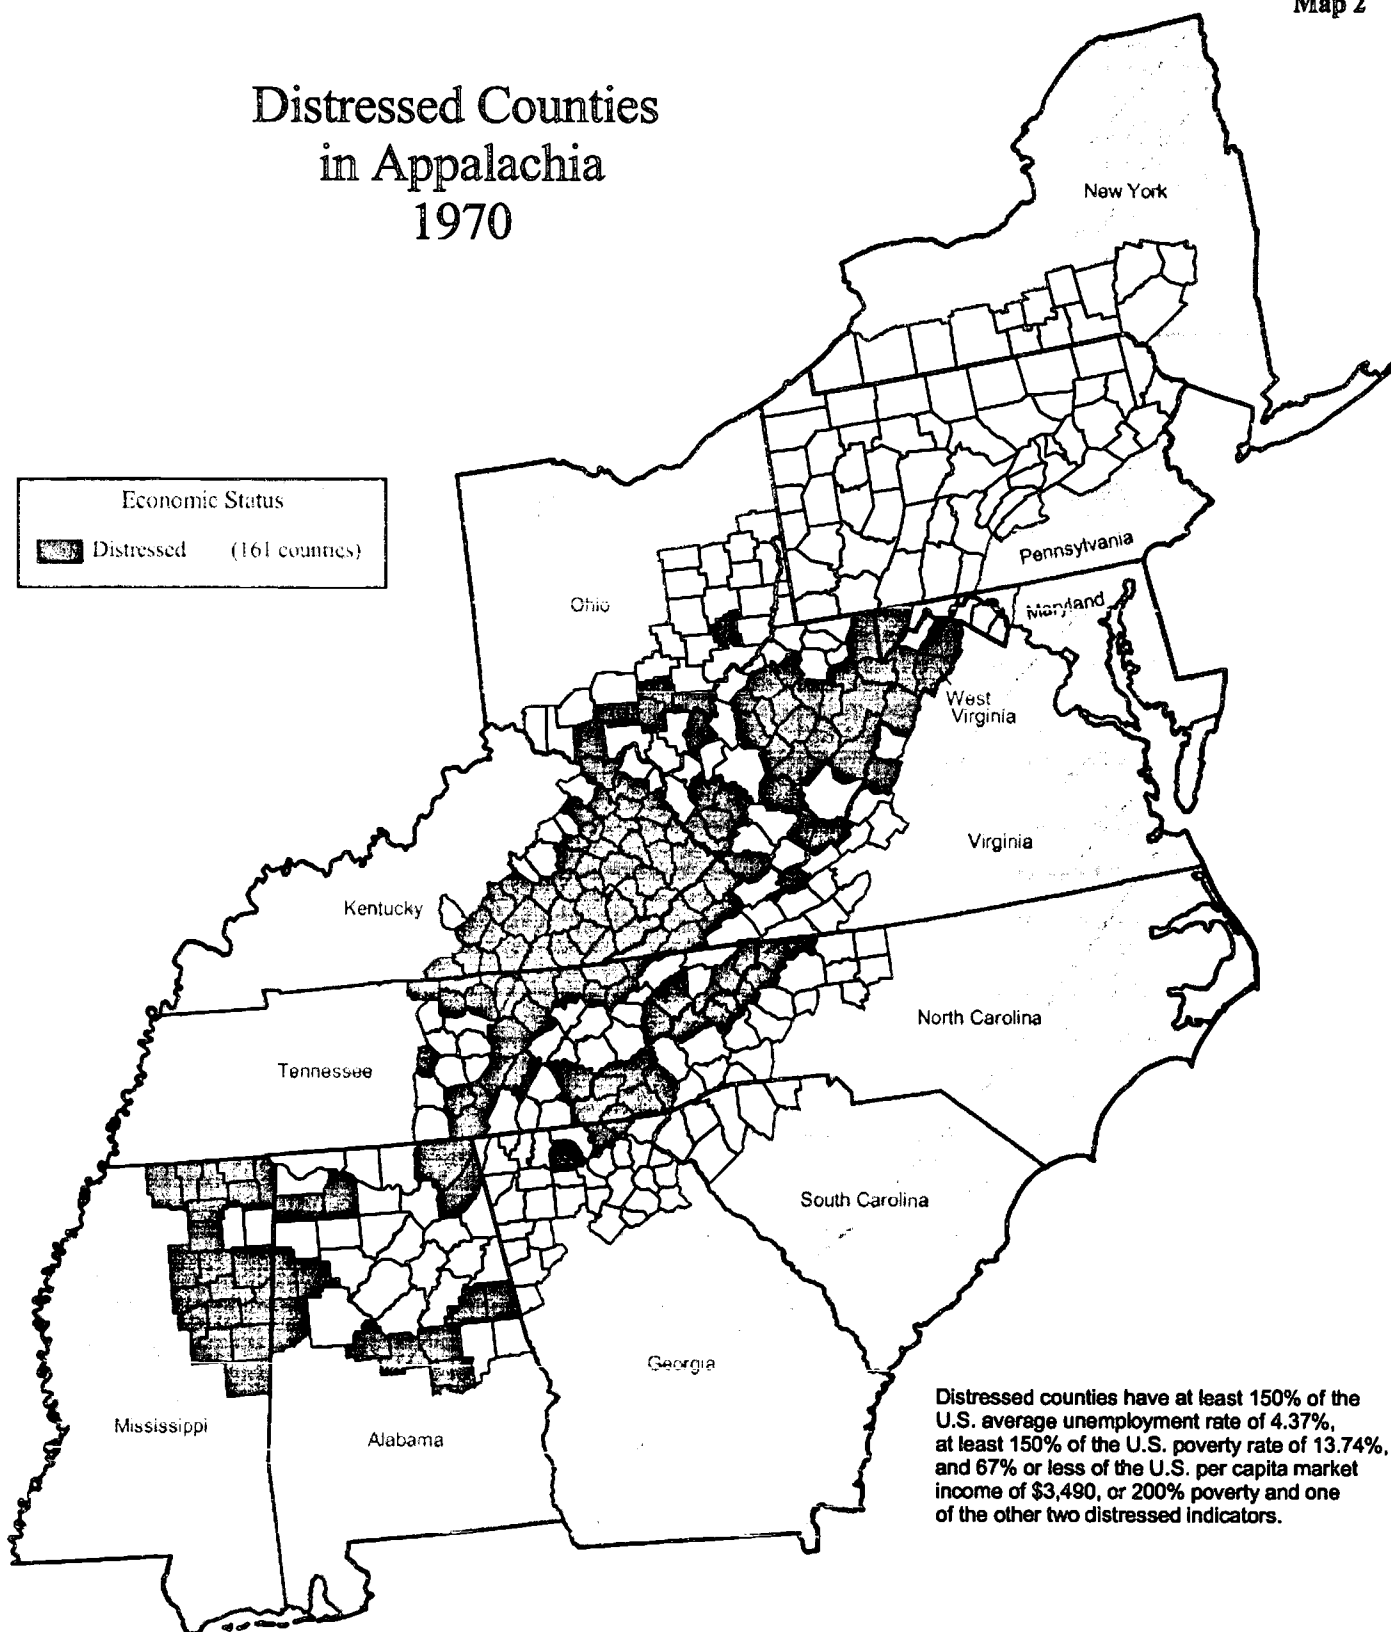 Map 2
Distressed Counties
in Appalachia
1970
New York
Economic Status
Distressed (161 counties)
Pennsylvania
Ohio
Maryland
West
Virginia
Virginia
Kentucky
North Carolina
Tennessee
South Carolina
Georgia
Mississippi
Alabama
Distressed counties have at least 150% of the
U.S. average unemployment rate of 4.37%,
at least 150% of the U.S. poverty rate of 13.74%,
and 67% or less of the U.S. per capita market
income of $3,490, or 200% poverty and one
of the other two distressed indicators.